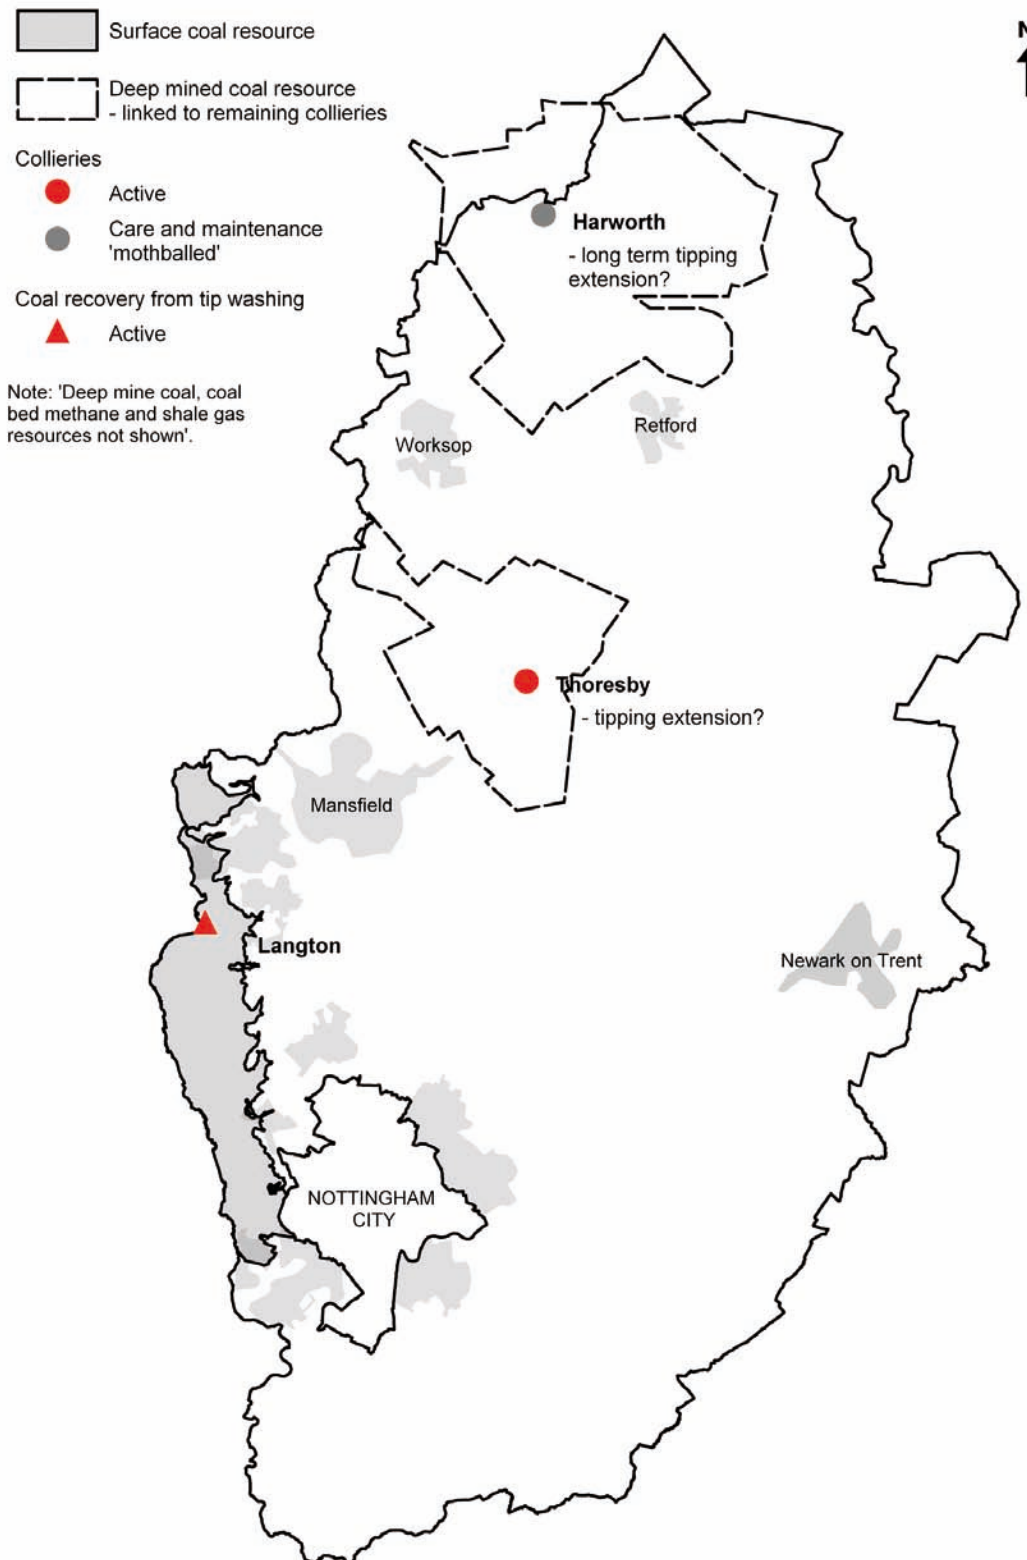 Surface coal resource
Deep mined coal resource
- linked to remaining collieries
Collieries
Active
Care and maintenance
'mothballed'
Coal recovery from tip washing
Active
Note: 'Deep mine coal, coal
bed methane and shale gas
resources not shown'.
N
Harworth
- long term tipping
extension?
Worksop
Retford
Thoresby
- tipping extension?
Mansfield
Langton
Newark on Trent
NOTTINGHAM
CITY